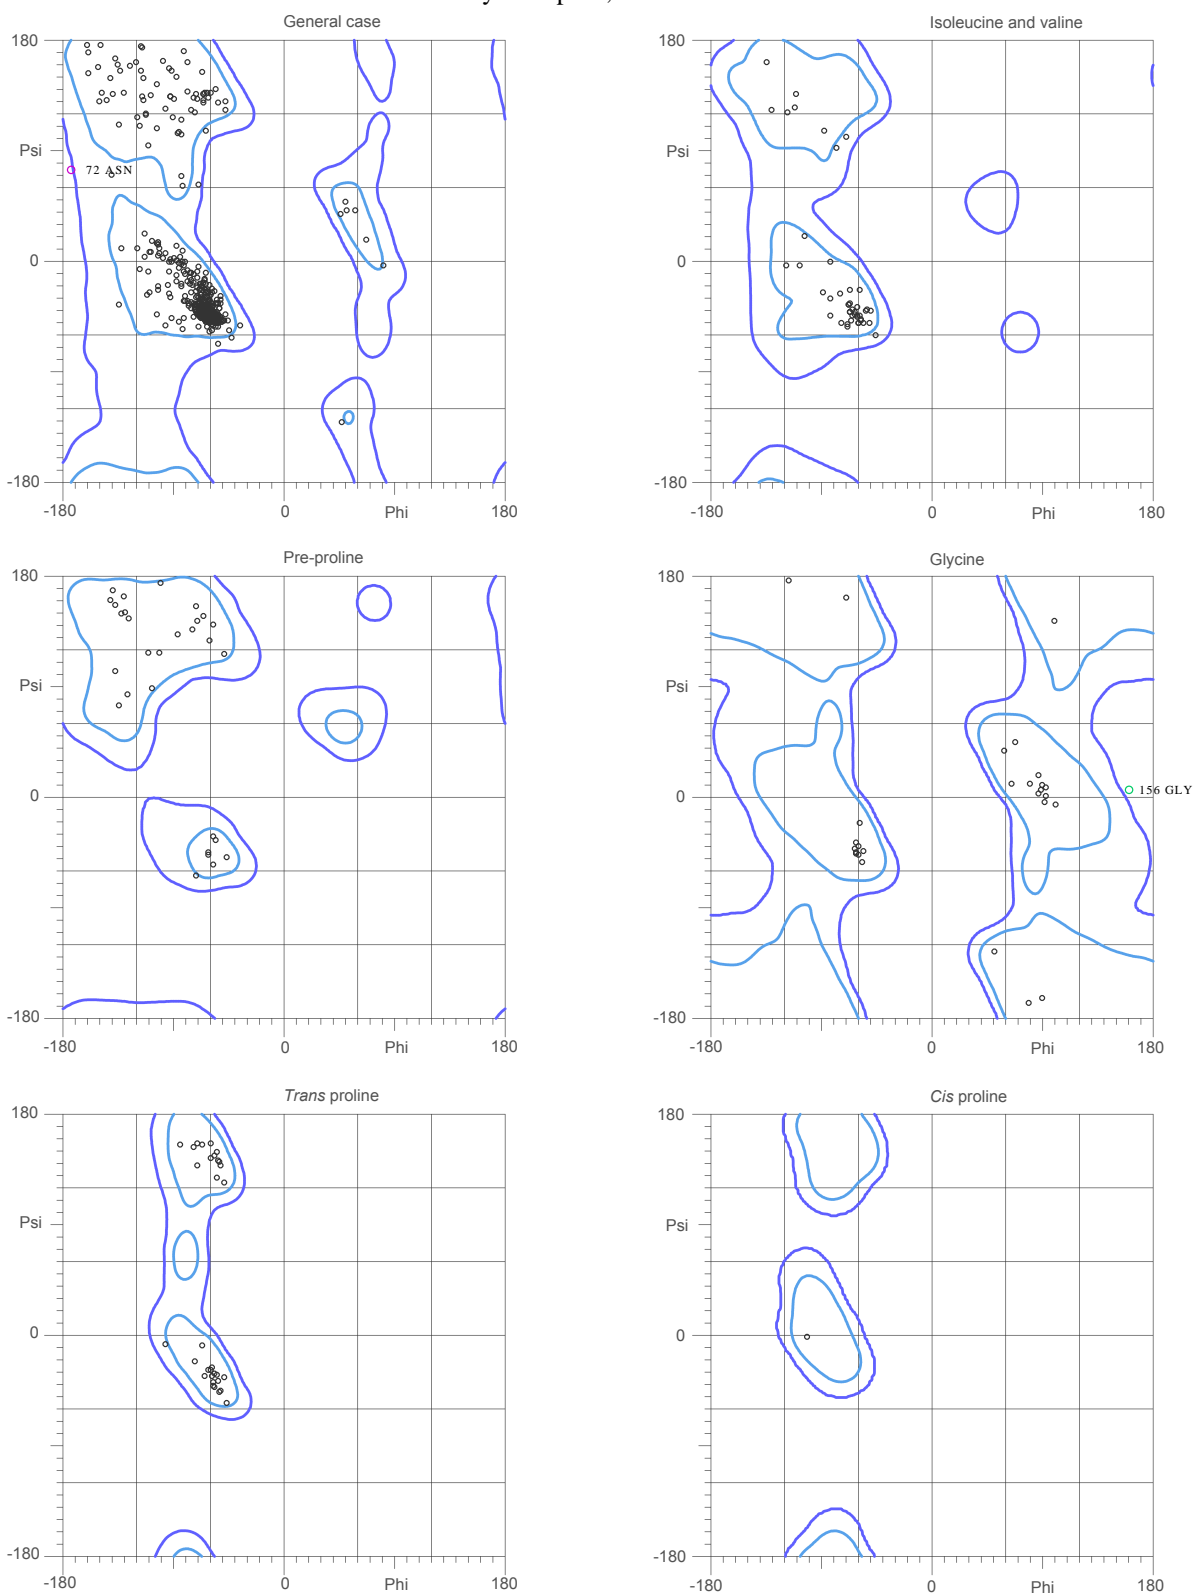 General case
180
Psi
72 ASN
0
-180
-180
0
Phi
180
Isoleucine and valine
180
Psi
0
-180
-180
0
Phi
180
Pre-proline
180
Psi
0
-180
-180
0
Phi
180
Glycine
180
Psi
0
156 GLY
-180
-180
0
Phi
180
Trans proline
180
Psi
0
-180
-180
0
Phi
180
Cis proline
180
Psi
0
-180
-180
0
Phi
180